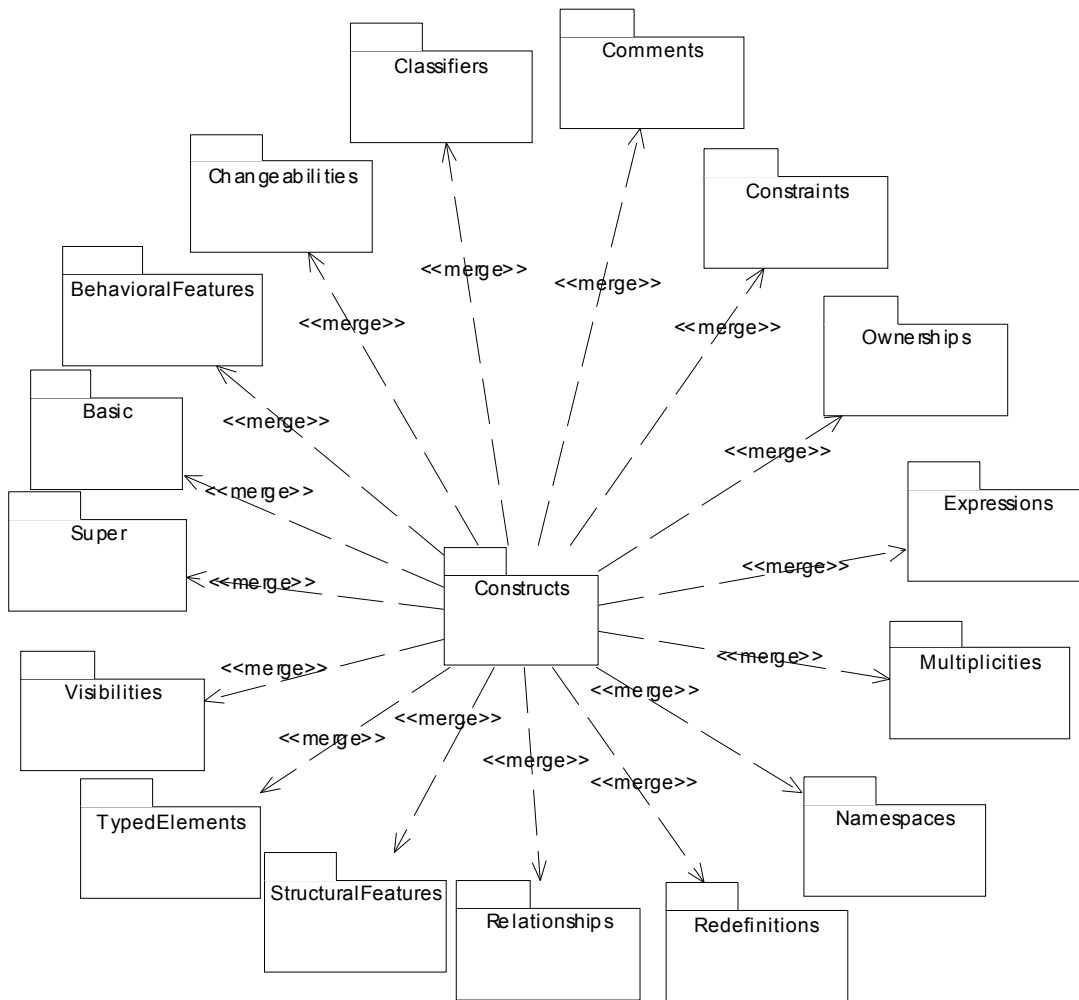 Comments
Classifiers
Changeabilities
Constraints
<<merge>>
<<merge>>
BehavioralFeatures
<<merge>>
<<merge>>
Ownerships
Basic
<<merge>>
<<merge>>
<<merge>>
Expressions
Super
<<merge>>
<<merge>>
Constructs
<<merge>>
<<merge>>
Multiplicities
Visibilities
<<merge>>
<<merge>>
<<merge>>
<<merge>>
<<merge>>
TypedElements
Namespaces
StructuralFeatures
Relationships
Redefinitions